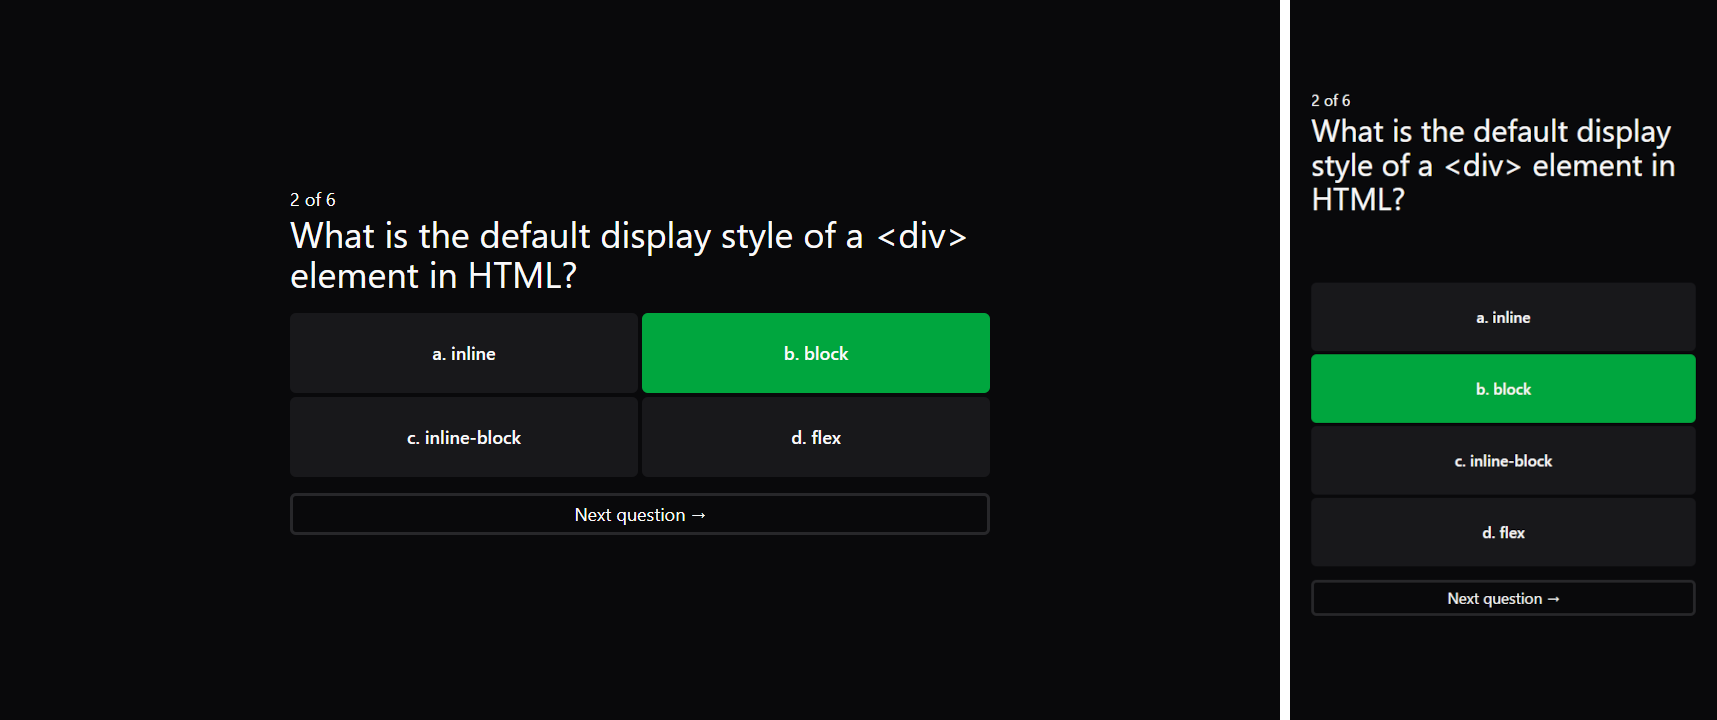 2 of 6
What is the default display style of a <div>
element in HTML?
a. inline
b. block
c. inline-block
d. flex
Next question →
2 of 6
What is the default display
style of a <div> element in
HTML?
a. inline
b. block
c. inline-block
d. flex
Next question →